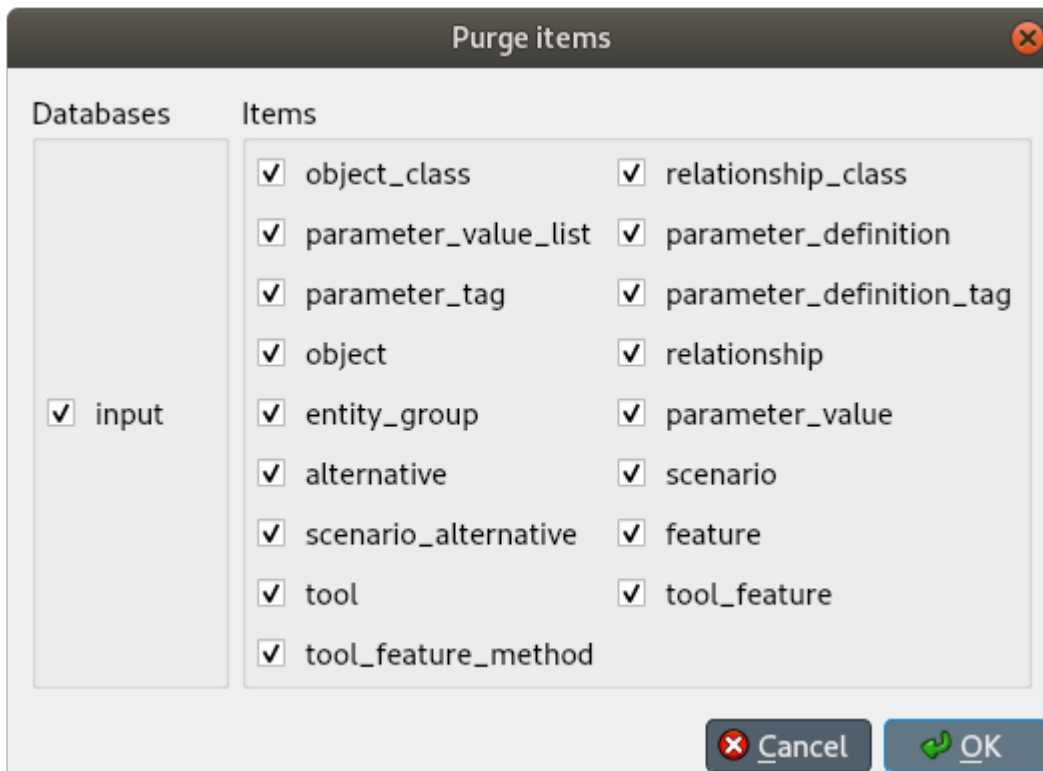 Purge items
Databases Items
object_class relationship_class
parameter_value_list parameter_definition
parameter_tag parameter_definition_tag
object relationship
input entity_group parameter_value
alternative scenario
scenario_alternative feature
tool tool_feature
tool_feature_method
Cancel OK